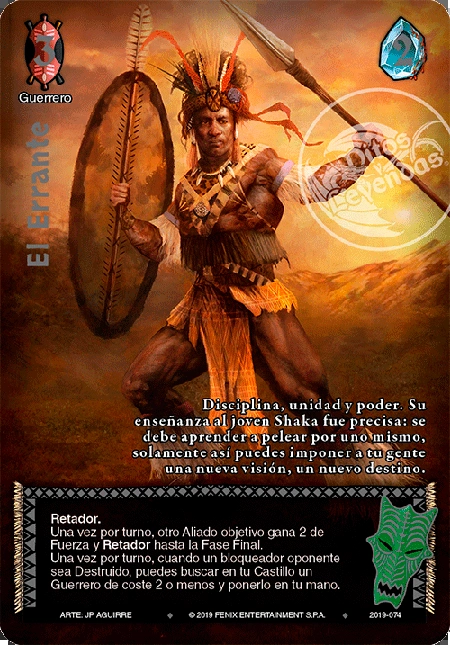 3
2
Guerrero
El Errante
Mitos y
Leyendas
Disciplina, unidad y poder. Su
enseñanza al joven Shaka fue precisa: se
debe aprender a pelear por uno mismo,
solamente así puedes imponer a tu gente
una nueva visión, un nuevo destino.
Retador.
Una vez por turno, otro Aliado objetivo gana 2 de
Fuerza y Retador hasta la Fase Final.
Una vez por turno, cuando un bloqueador oponente
sea Destruido, puedes buscar en tu Castillo un
Guerrero de coste 2 o menos y ponerlo en tu mano.
ARTE. JP AGUIRRE © 2019 FENIX ENTERTAINMENT S.P.A. 2019-074